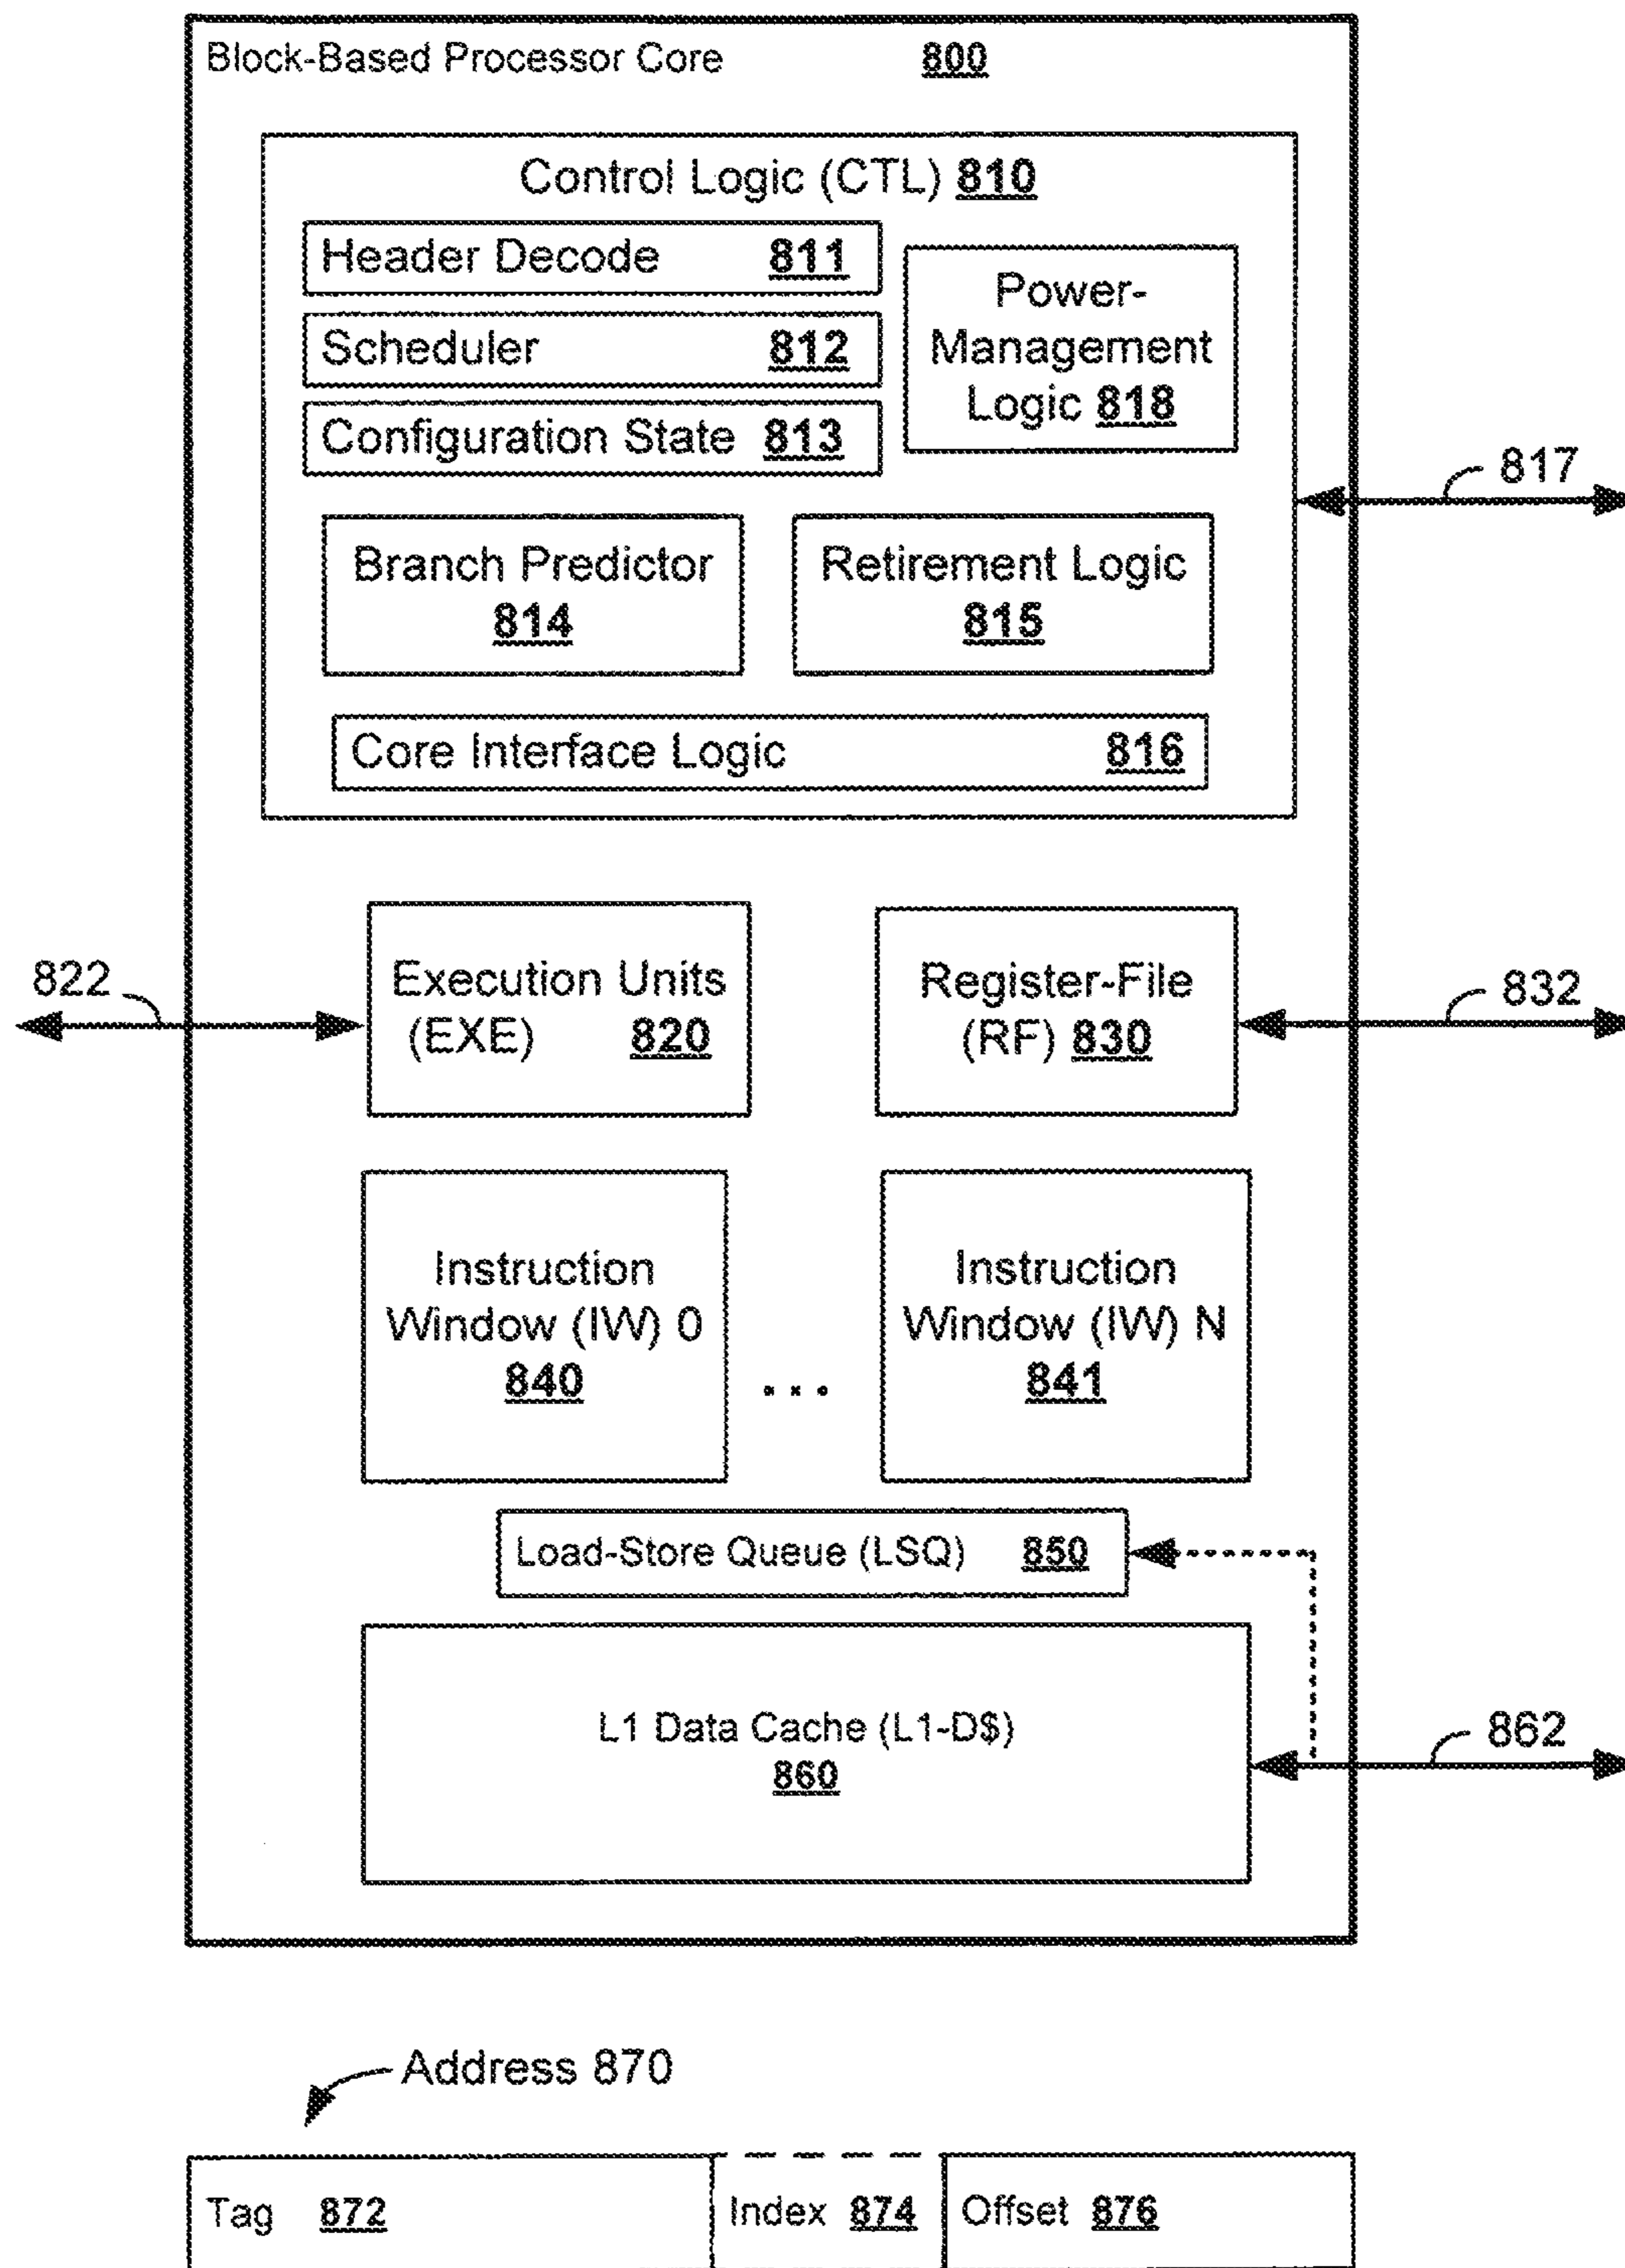 Block-Based Processor Core 800
Control Logic (CTL) 810
Header Decode 811
Scheduler 812
Configuration State 813
Power-
Management
Logic 818
817
Branch Predictor
814
Retirement Logic
815
Core Interface Logic 816
822
Execution Units
(EXE) 820
Register-File
(RF) 830
832
Instruction
Window (IW) 0
840
...
Instruction
Window (IW) N
841
Load-Store Queue (LSQ) 850
L1 Data Cache (L1-D$)
860
862
Address 870
Tag 872
Index 874
Offset 876